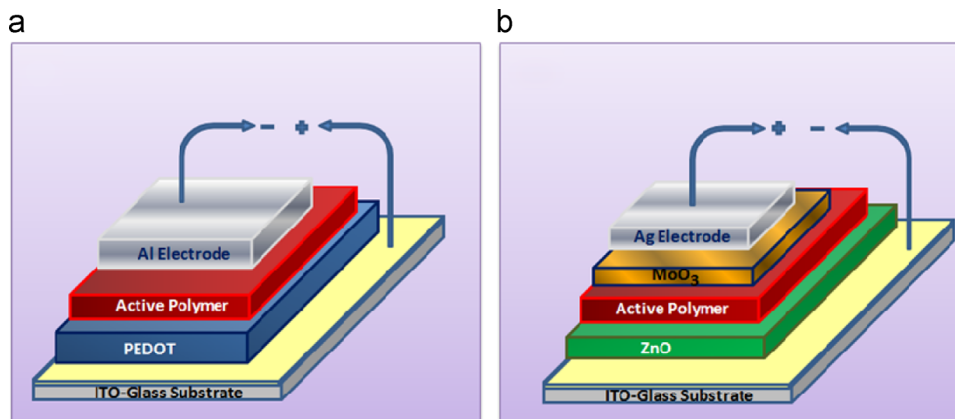 a
b
- +
+ -
Al Electrode
Active Polymer
PEDOT
ITO-Glass Substrate
Ag Electrode
MoO3
Active Polymer
ZnO
ITO-Glass Substrate